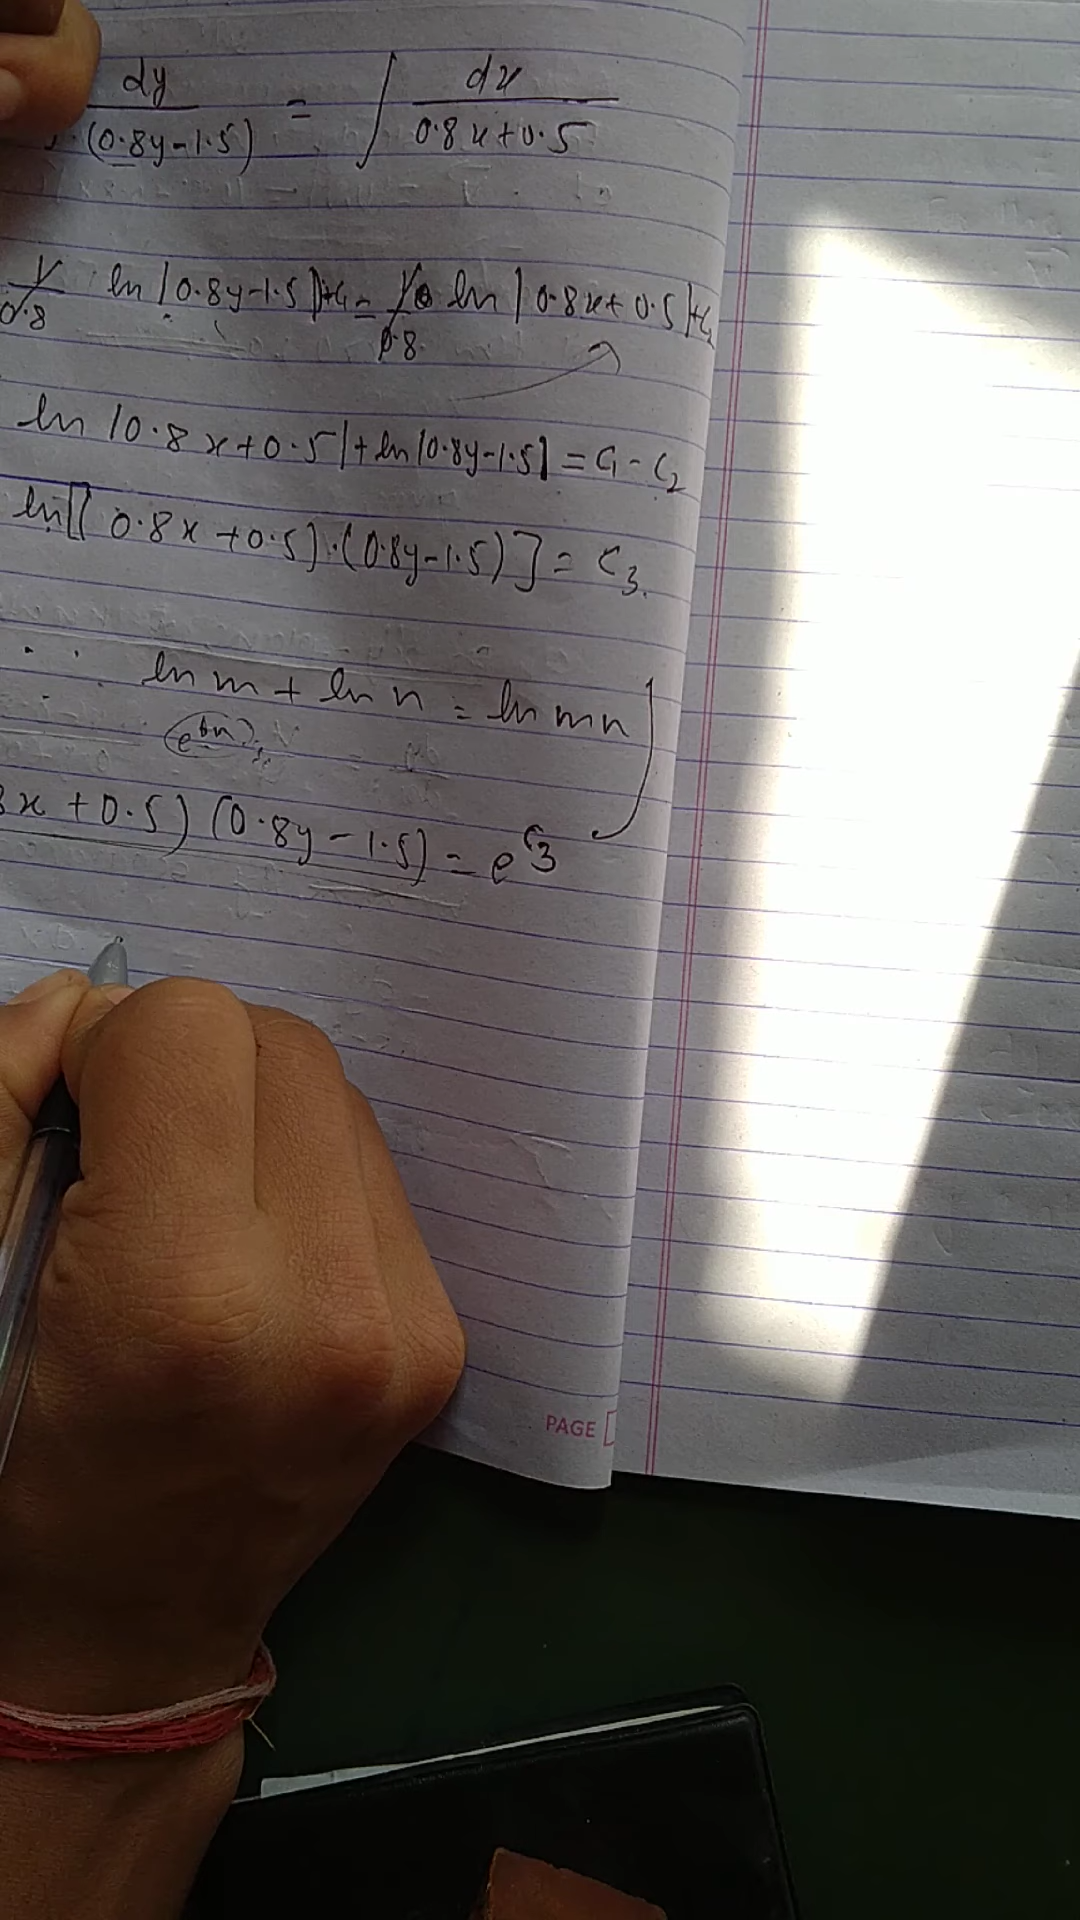 dy/(0.8y-1.5) = ∫ dx/(0.8x+0.5)
1/0.8 ln|0.8y-1.5|+C₁ = 1/0.8 ln|0.8x+0.5|+C₂
ln|0.8x+0.5|+ln|0.8y-1.5| = C₁-C₂
ln[(0.8x+0.5).(0.8y-1.5)] = C₃.
ln m + ln n = ln mn
x+0.5)(0.8y-1.5) = e^C₃
PAGE